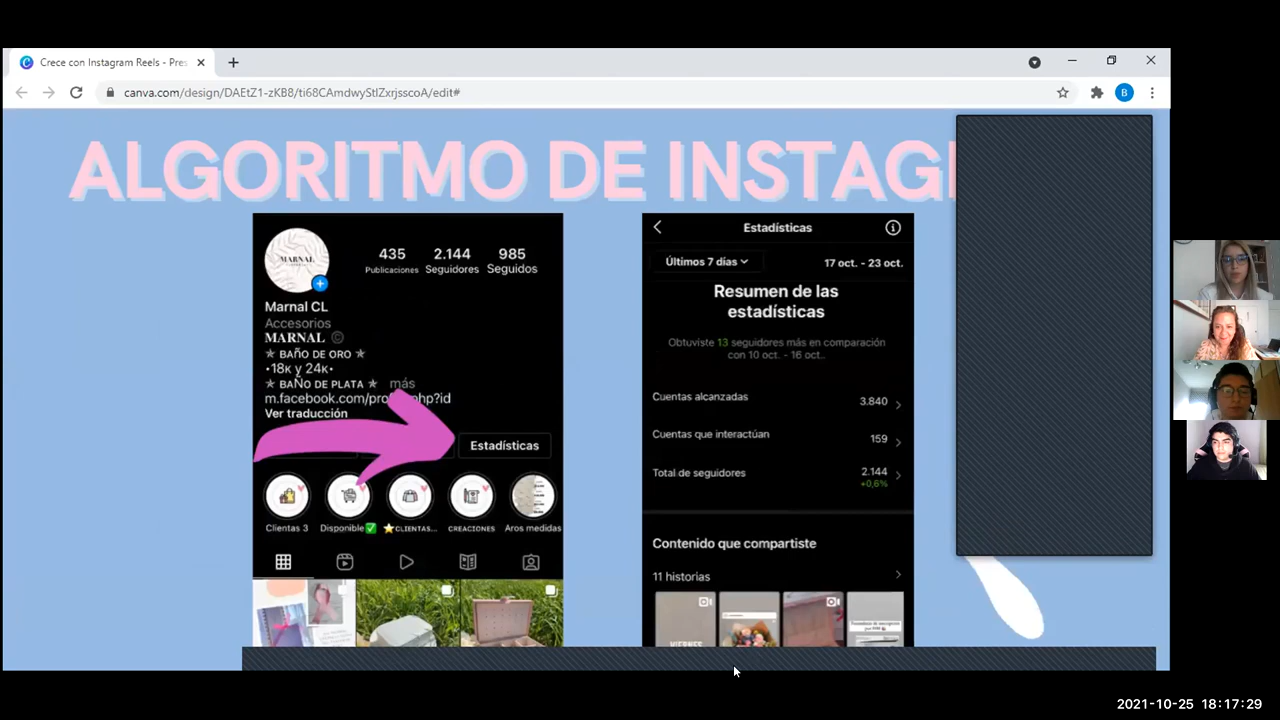 Crece con Instagram Reels - Pres
canva.com/design/DAEtZ1-zKB8/ti68CAmdwyStlZxrjsscoA/edit#
B
ALGORITMO DE INSTAG
MARNAL
435 2.144 985
Publicaciones Seguidores Seguidos
Marnal CL
Accesorios
MARNAL ©
✯ BAÑO DE ORO ✯
•18K y 24K•
✯ BAÑO DE PLATA ✯ más
m.facebook.com/pro php?id
Ver traducción
Estadísticas
Clientas 3 Disponible✅ ⭐CLIENTAS... CREACIONES Aros medidas
Estadísticas
Últimos 7 días 17 oct. - 23 oct.
Resumen de las
estadísticas
Obtuviste 13 seguidores más en comparación
con 10 oct. - 16 oct..
Cuentas alcanzadas 3.840
Cuentas que interactúan 159
Total de seguidores 2.144
+0,6%
Contenido que compartiste
11 historias
VIERNES
2021-10-25 18:17:29